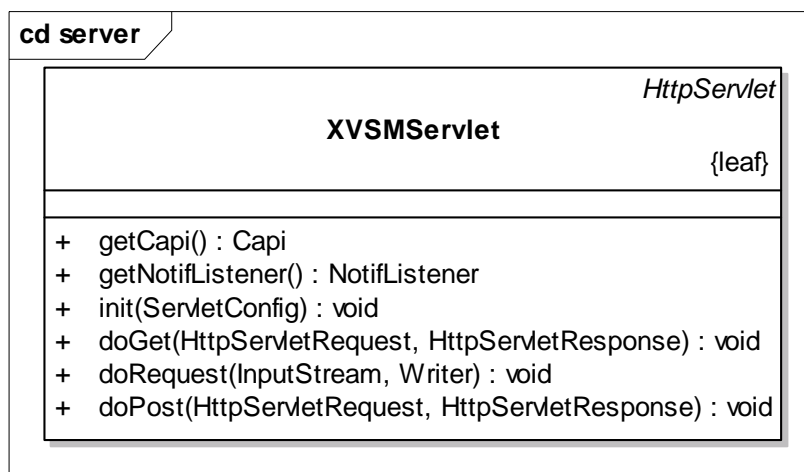 cd server
HttpServlet
XVSMServlet
{leaf}
+ getCapi() : Capi
+ getNotifListener() : NotifListener
+ init(ServletConfig) : void
+ doGet(HttpServletRequest, HttpServletResponse) : void
+ doRequest(InputStream, Writer) : void
+ doPost(HttpServletRequest, HttpServletResponse) : void